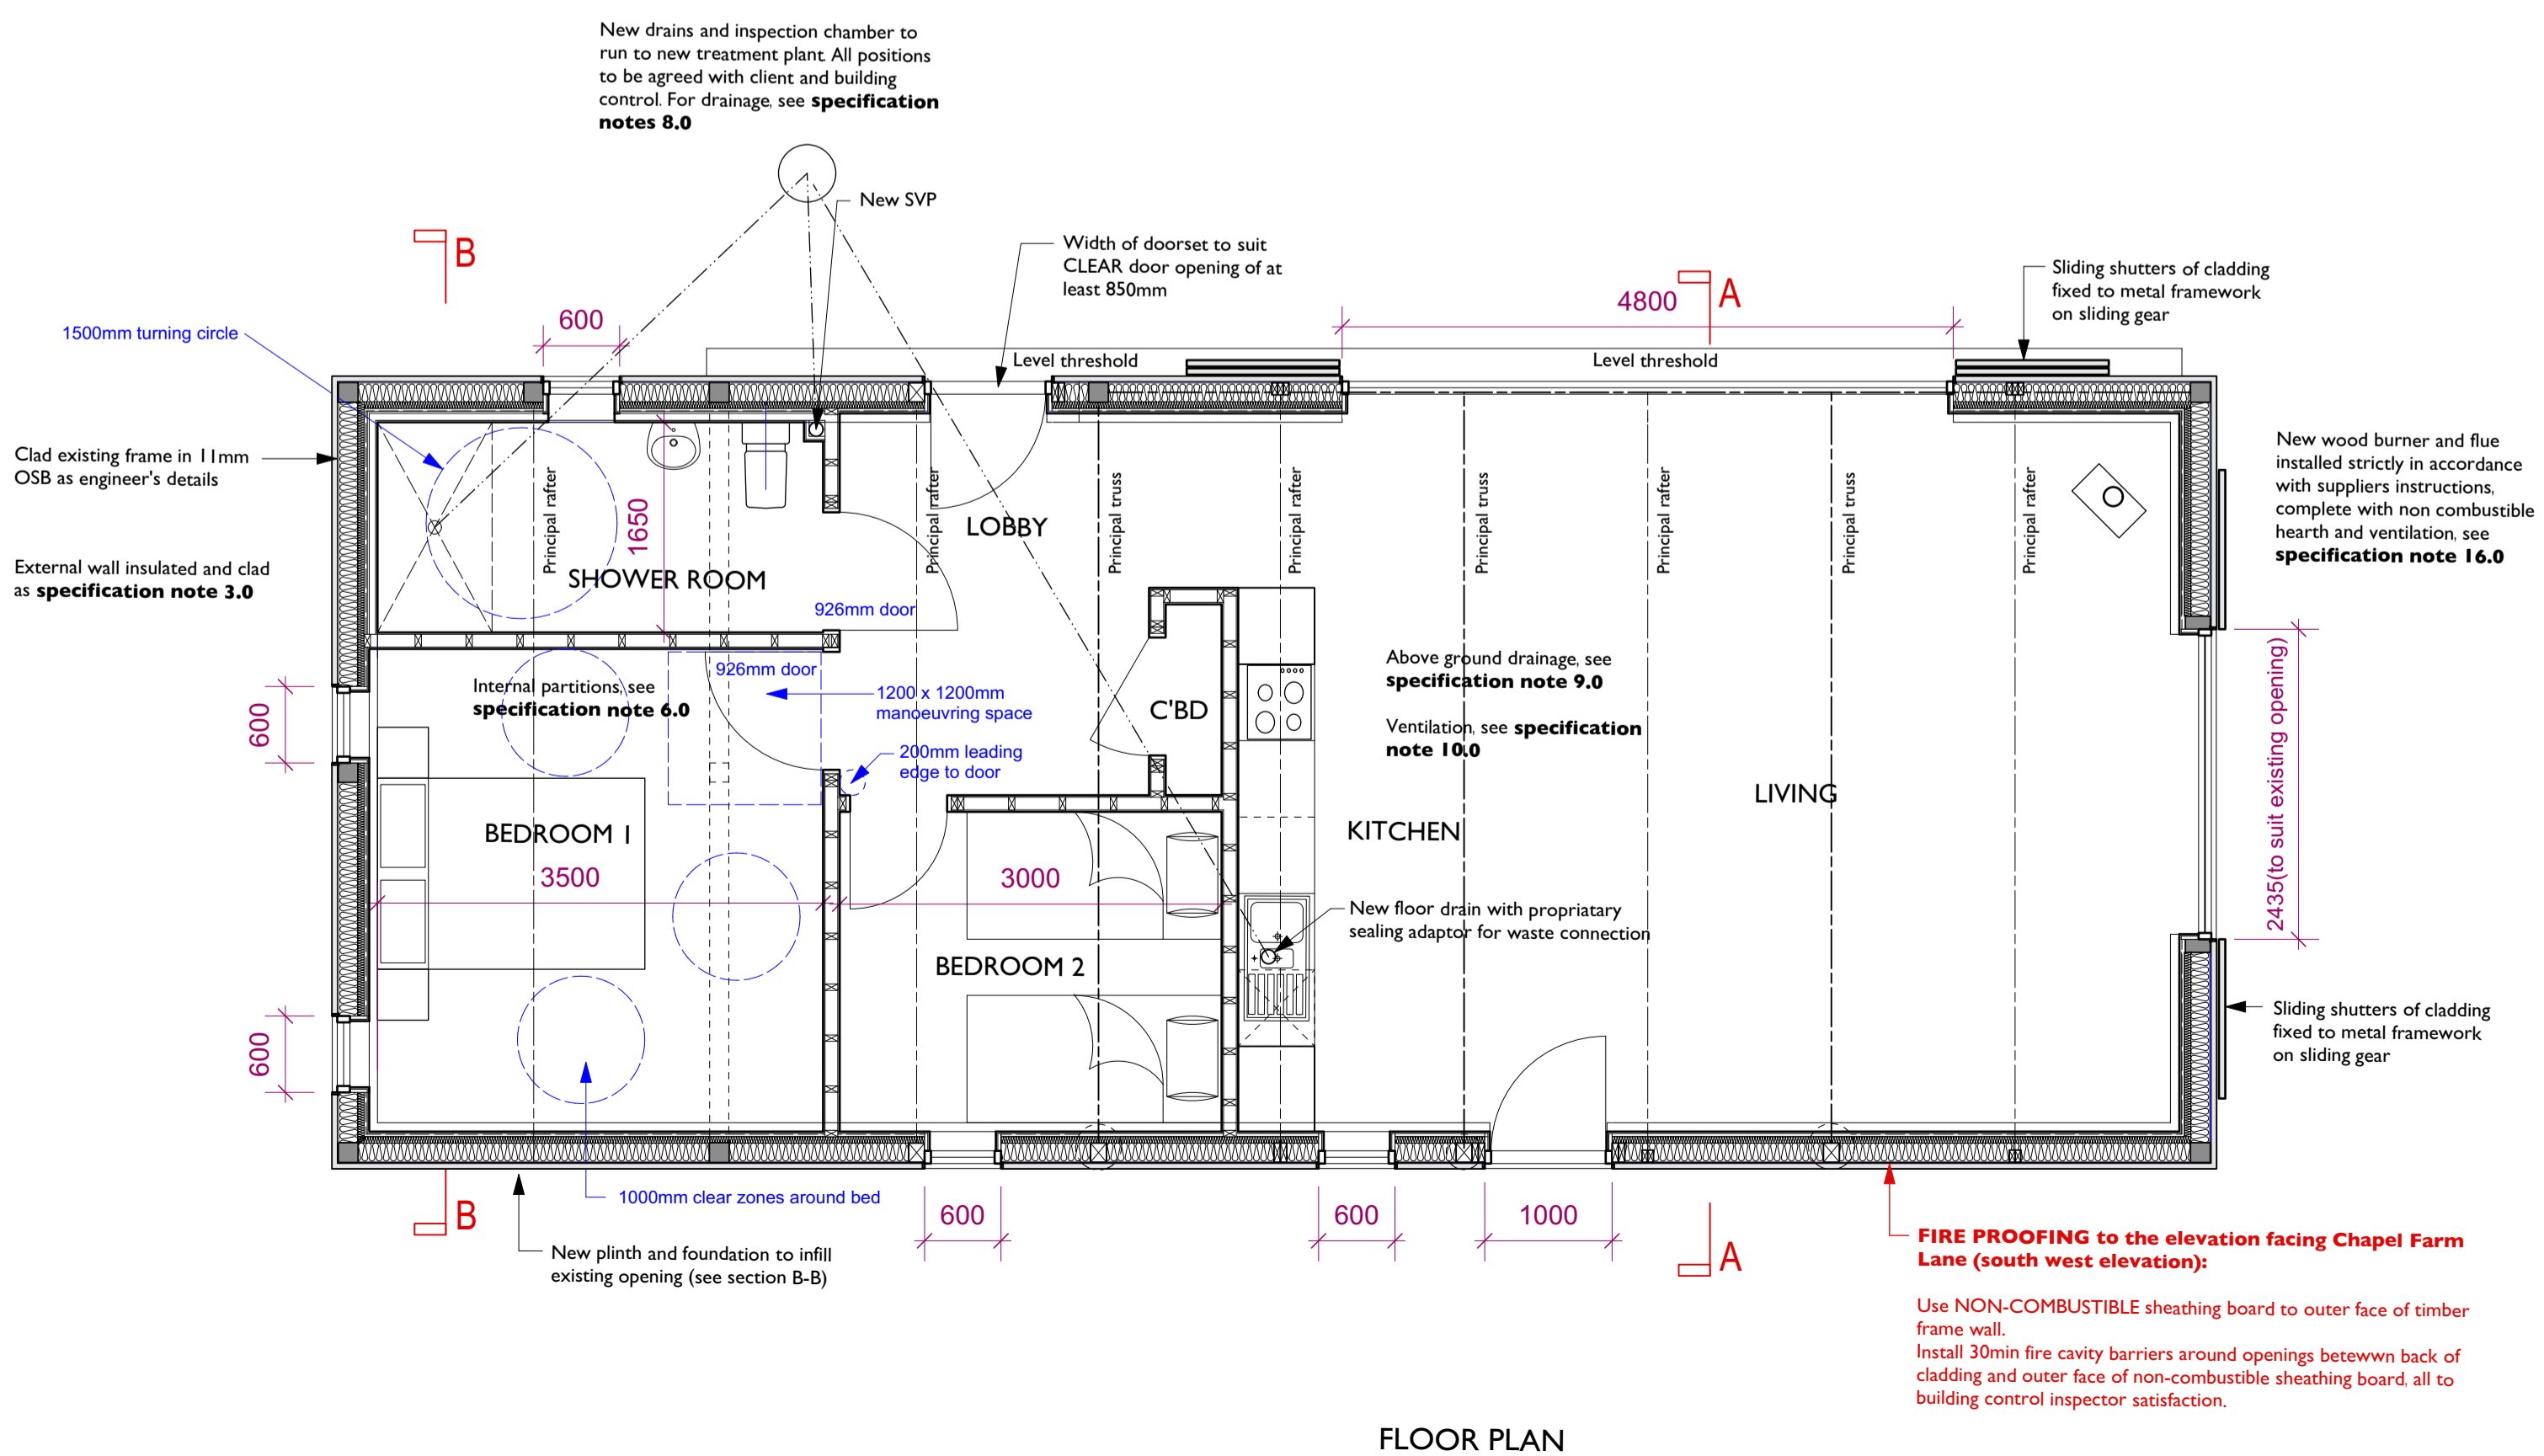 New drains and inspection chamber to
run to new treatment plant. All positions
to be agreed with client and building
control. For drainage, see specification
notes 8.0
New SVP
B
Width of doorset to suit
CLEAR door opening of at
least 850mm
A
Sliding shutters of cladding
fixed to metal framework
on sliding gear
4800
600
1500mm turning circle
Level threshold
Level threshold
Clad existing frame in 11mm
OSB as engineer's details
New wood burner and flue
installed strictly in accordance
with suppliers instructions,
complete with non combustible
hearth and ventilation, see
specification note 16.0
Principal rafter
1650
Principal rafter
LOBBY
Principal truss
Principal rafter
Principal truss
Principal rafter
Principal truss
Principal rafter
External wall insulated and clad
as specification note 3.0
SHOWER ROOM
926mm door
926mm door
Internal partitions, see
specification note 6.0
1200 x 1200mm
manoeuvring space
C'BD
Above ground drainage, see
specification note 9.0
Ventilation, see specification
note 10.0
600
200mm leading
edge to door
2435(to suit existing opening)
LIVING
BEDROOM 1
KITCHEN
3500
3000
New floor drain with propriatary
sealing adaptor for waste connection
BEDROOM 2
Sliding shutters of cladding
fixed to metal framework
on sliding gear
600
1000mm clear zones around bed
B
600
600
1000
A
New plinth and foundation to infill
existing opening (see section B-B)
FIRE PROOFING to the elevation facing Chapel Farm
Lane (south west elevation):
Use NON-COMBUSTIBLE sheathing board to outer face of timber
frame wall.
Install 30min fire cavity barriers around openings betewwn back of
cladding and outer face of non-combustible sheathing board, all to
building control inspector satisfaction.
FLOOR PLAN